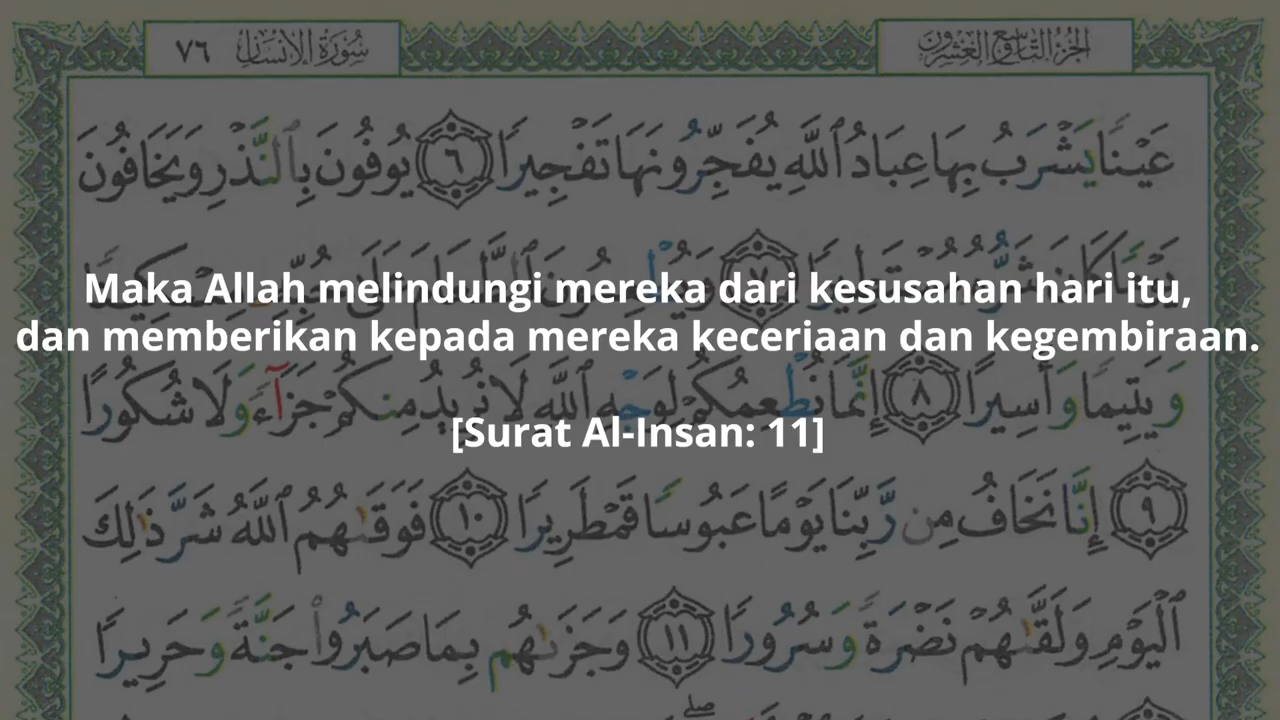 سُورَةُ الإِنسَانِ ٧٦
الجُزْءُ التَّاسِعُ وَالعِشْرُونَ
عَيْنًا يَشْرَبُ بِهَا عِبَادُ ٱللَّهِ يُفَجِّرُونَهَا تَفْجِيرًا ٦ يُوفُونَ بِٱلنَّذْرِ وَيَخَافُونَ
Maka Allah melindungi mereka dari kesusahan hari itu,
dan memberikan kepada mereka keceriaan dan kegembiraan.
وَيَتِيمًا وَأَسِيرًا ٨ إِنَّمَا نُطْعِمُكُمْ لِوَجْهِ ٱللَّهِ لَا نُرِيدُ مِنكُمْ جَزَآءً وَلَا شُكُورًا
[Surat Al-Insan: 11]
٩ إِنَّا نَخَافُ مِن رَّبِّنَا يَوْمًا عَبُوسًا قَمْطَرِيرًا ١٠ فَوَقَىٰهُمُ ٱللَّهُ شَرَّ ذَٰلِكَ
ٱلْيَوْمِ وَلَقَّىٰهُمْ نَضْرَةً وَسُرُورًا ١١ وَجَزَىٰهُم بِمَا صَبَرُوا۟ جَنَّةً وَحَرِيرًا